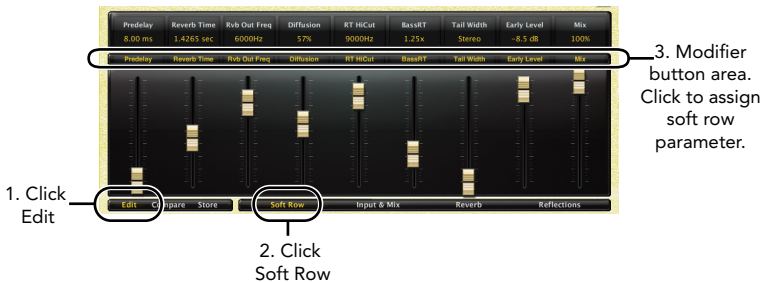 Predelay Reverb Time Rvb Out Freq Diffusion RT HiCut BassRT Tail Width Early Level Mix
8.00 ms 1.4265 sec 6000Hz 57% 9000Hz 1.25x Stereo -8.5 dB 100%
Predelay Reverb Time Rvb Out Freq Diffusion RT HiCut BassRT Tail Width Early Level Mix
3. Modifier
button area.
Click to assign
soft row
parameter.
1. Click
Edit
Edit Compare Store Soft Row Input & Mix Reverb Reflections
2. Click
Soft Row